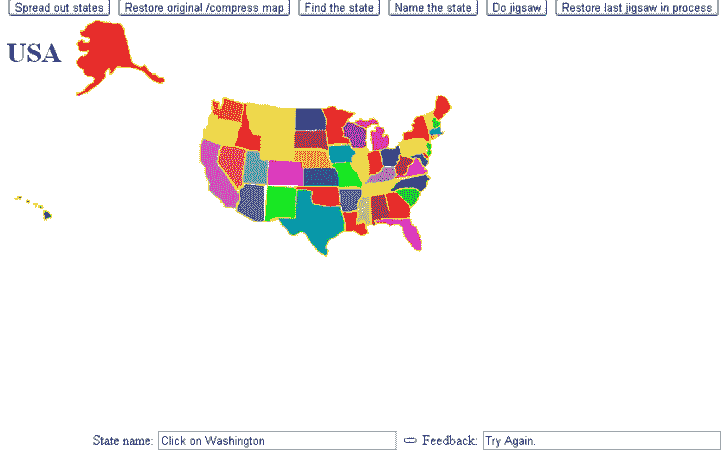 Spread out states Restore original /compress map Find the state Name the state Do jigsaw Restore last jigsaw in process
USA
State name: Click on Washington Feedback: Try Again.